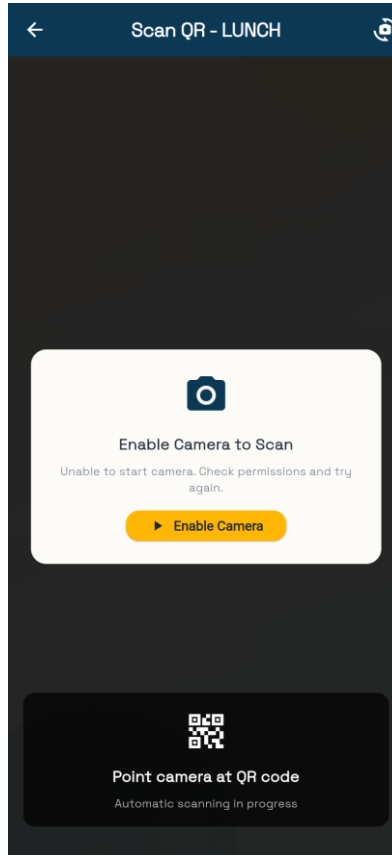 Scan QR - LUNCH
Enable Camera to Scan
Unable to start camera. Check permissions and try
again.
Enable Camera
Point camera at QR code
Automatic scanning in progress